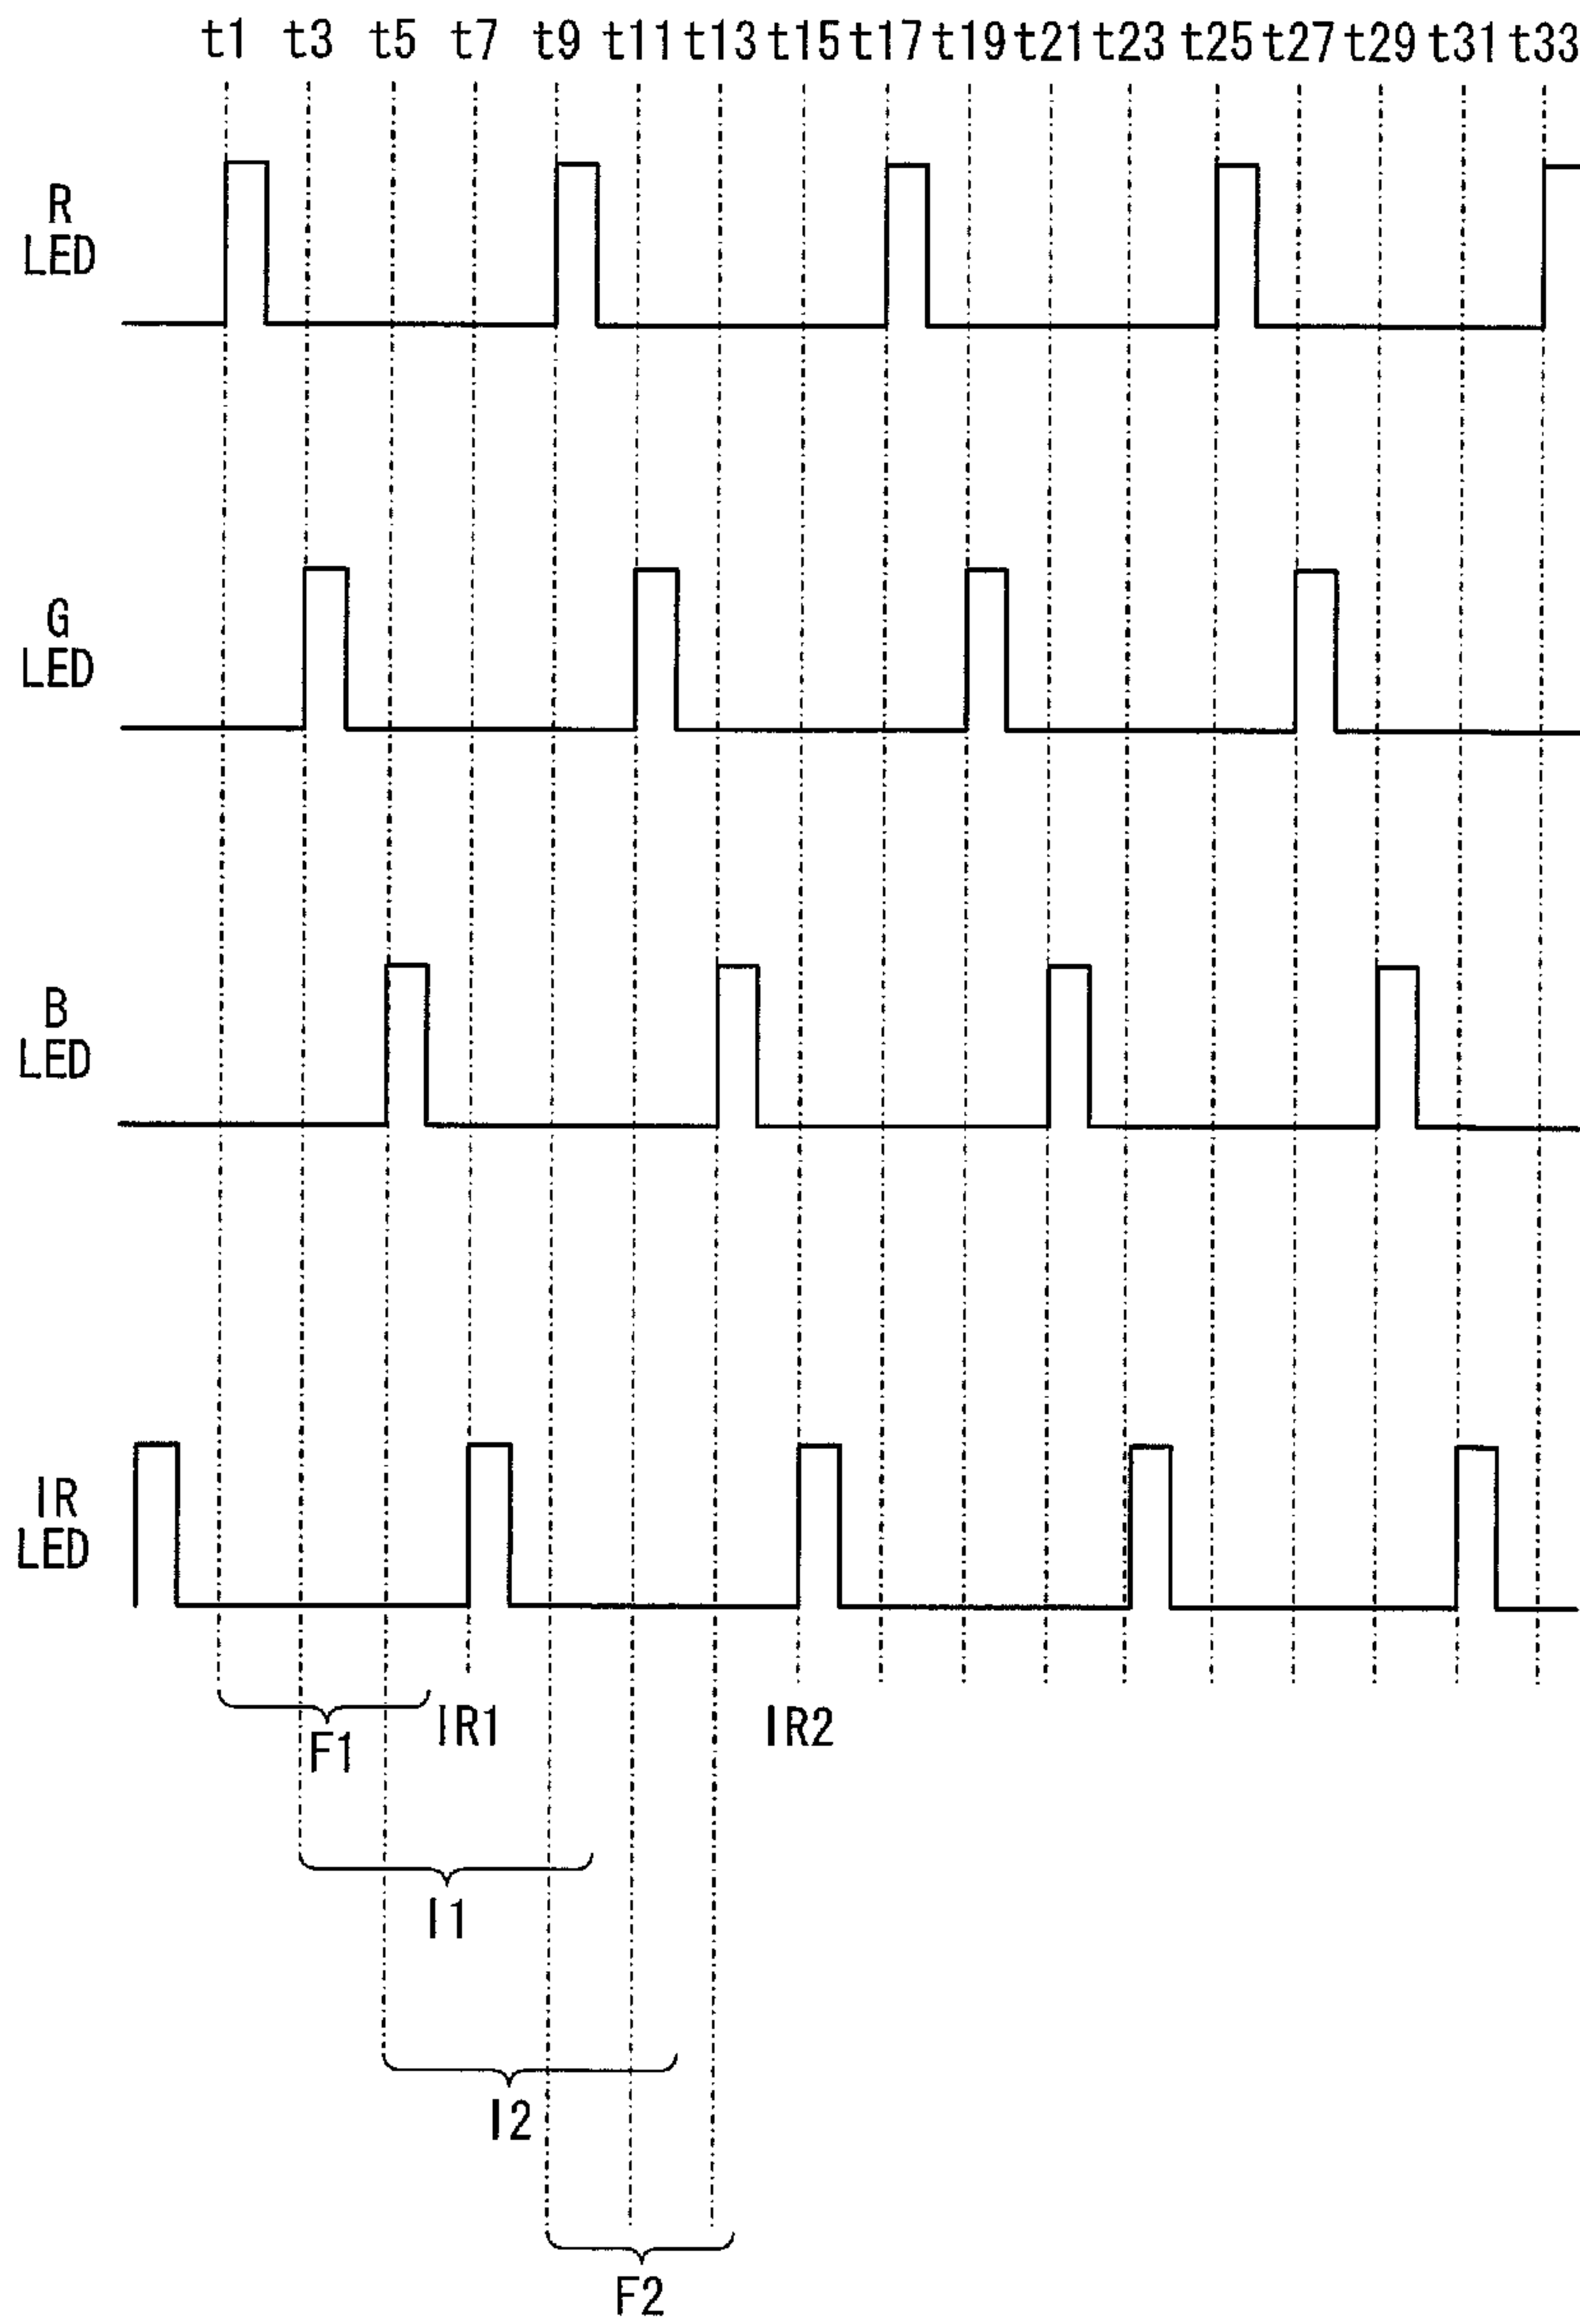 t1 t3 t5 t7 t9 t11 t13 t15 t17 t19 t21 t23 t25 t27 t29 t31 t33
R
LED
G
LED
B
LED
IR
LED
F1 IR1 IR2
I1
I2
F2